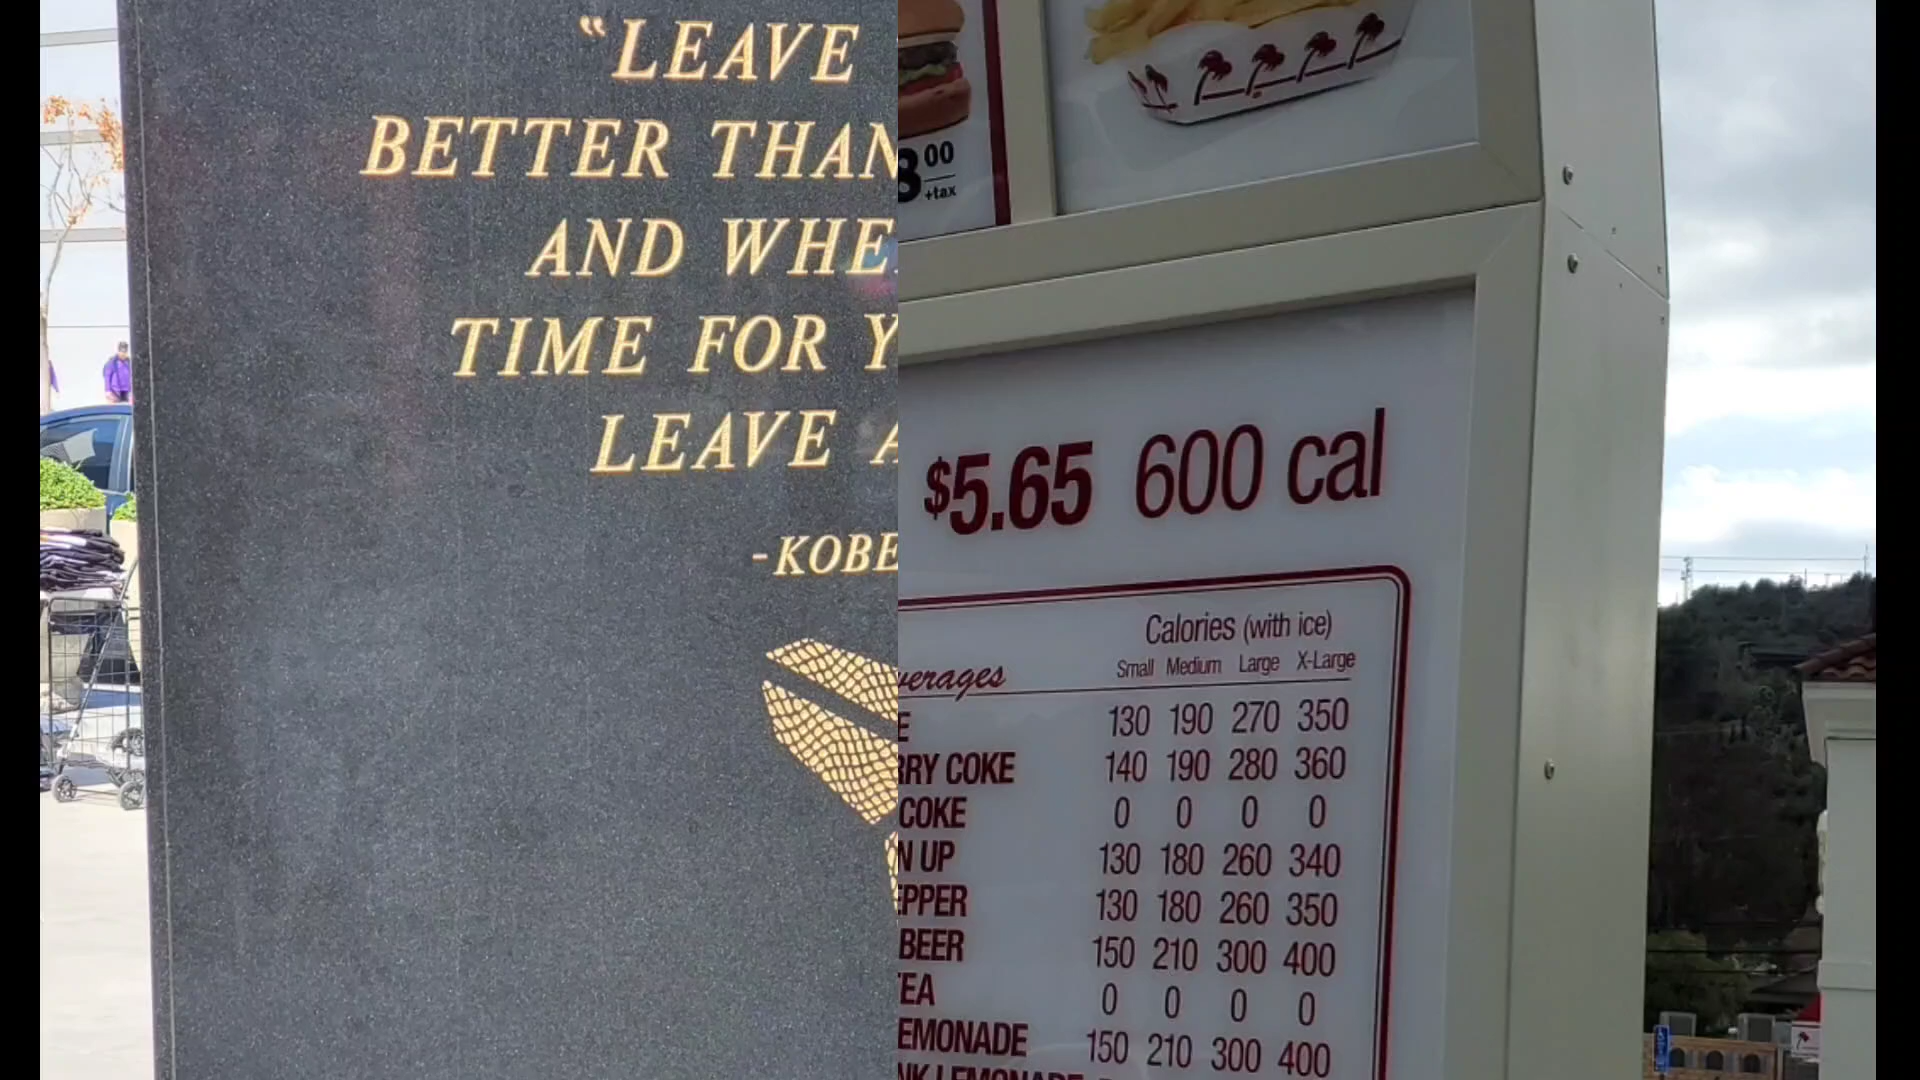 “LEAVE
BETTER THAN
AND WHE
TIME FOR Y
LEAVE A
-KOBE
00
+tax
$5.65 600 cal
Calories (with ice)
verages Small Medium Large X-Large
E 130 190 270 350
RRY COKE 140 190 280 360
COKE 0 0 0 0
N UP 130 180 260 340
EPPER 130 180 260 350
BEER 150 210 300 400
TEA 0 0 0 0
EMONADE 150 210 300 400
NK LEMONADE